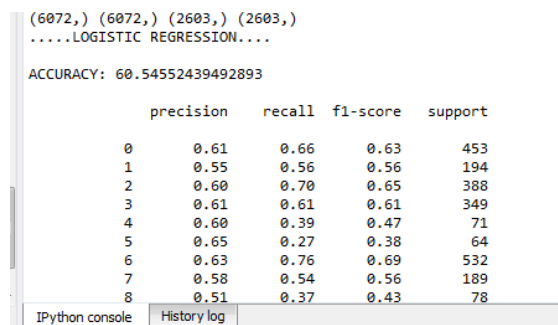 (6072,) (6072,) (2603,) (2603,)
.....LOGISTIC REGRESSION....
ACCURACY: 60.54552439492893
precision recall f1-score support
0 0.61 0.66 0.63 453
1 0.55 0.56 0.56 194
2 0.60 0.70 0.65 388
3 0.61 0.61 0.61 349
4 0.60 0.39 0.47 71
5 0.65 0.27 0.38 64
6 0.63 0.76 0.69 532
7 0.58 0.54 0.56 189
8 0.51 0.37 0.43 78
IPython console History log